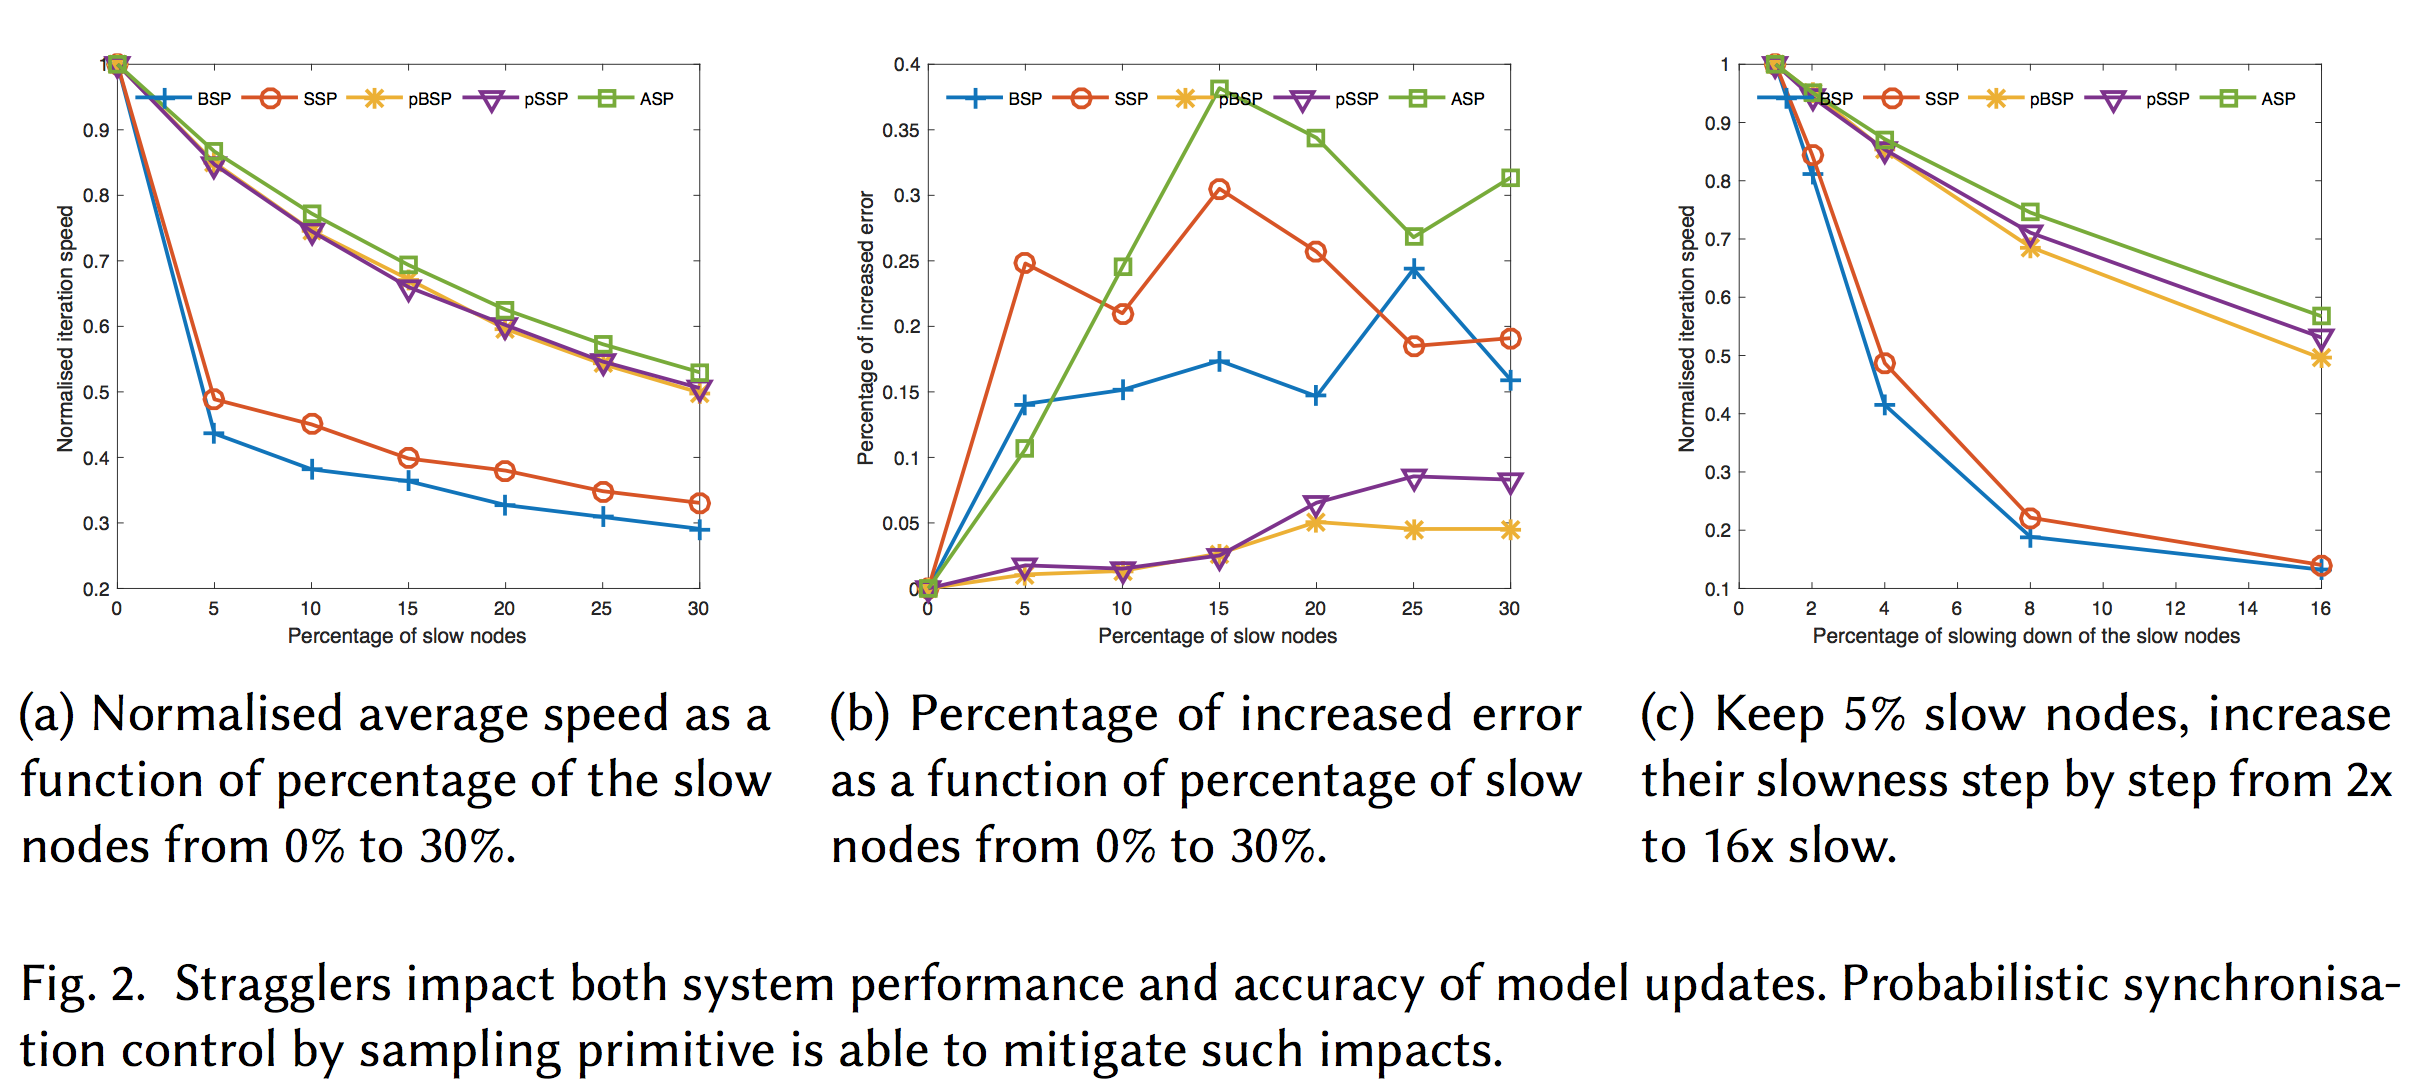 BSP SSP pBSP pSSP ASP
1
0.9
0.8
0.7
0.6
0.5
0.4
0.3
0.2
0 5 10 15 20 25 30
Normalised iteration speed
Percentage of slow nodes
(a) Normalised average speed as a
function of percentage of the slow
nodes from 0% to 30%.
BSP SSP pBSP pSSP ASP
0.4
0.35
0.3
0.25
0.2
0.15
0.1
0.05
0
0 5 10 15 20 25 30
Percentage of increased error
Percentage of slow nodes
(b) Percentage of increased error
as a function of percentage of slow
nodes from 0% to 30%.
BSP SSP pBSP pSSP ASP
1
0.9
0.8
0.7
0.6
0.5
0.4
0.3
0.2
0.1
0 2 4 6 8 10 12 14 16
Normalised iteration speed
Percentage of slowing down of the slow nodes
(c) Keep 5% slow nodes, increase
their slowness step by step from 2x
to 16x slow.
Fig. 2. Stragglers impact both system performance and accuracy of model updates. Probabilistic synchronisa-
tion control by sampling primitive is able to mitigate such impacts.